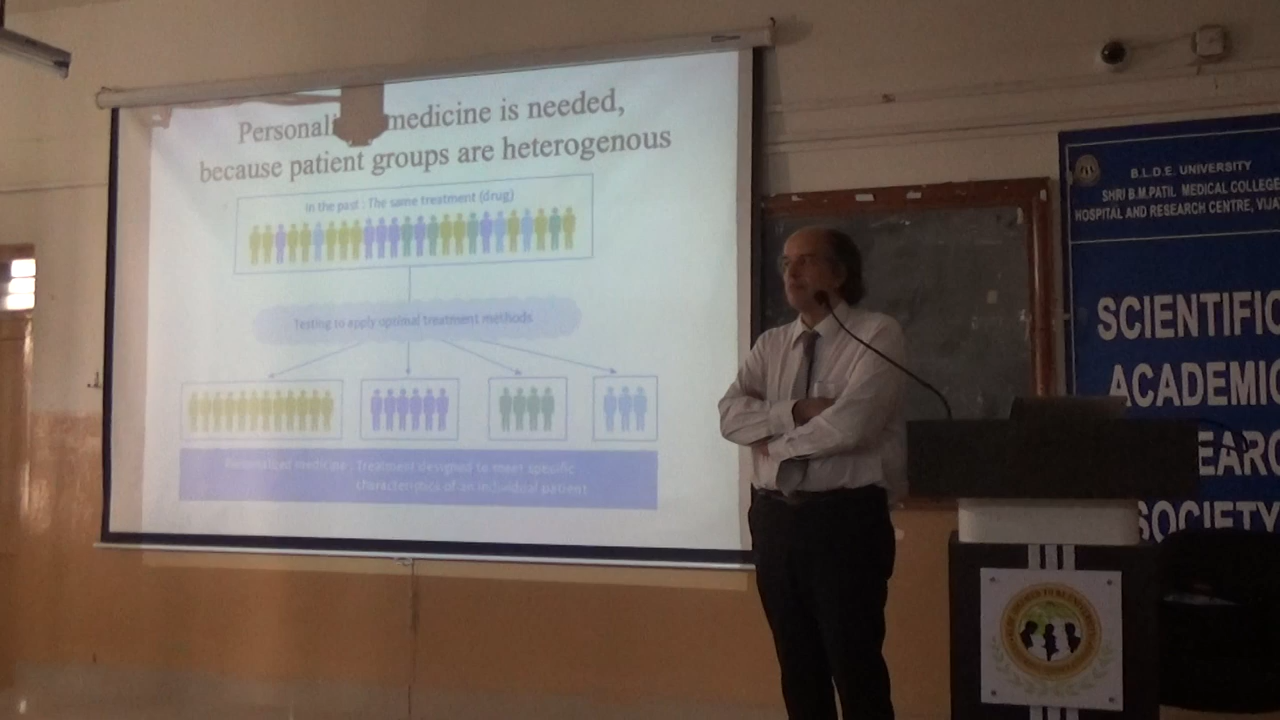 Personali medicine is needed,
because patient groups are heterogenous
In the past : The same treatment (drug)
Testing to apply optimal treatment methods
Personalized medicine : Treatment designed to meet specific
characteristics of an individual patient
B.L.D.E. UNIVERSITY
SHRI B.M.PATIL MEDICAL COLLEGE
HOSPITAL AND RESEARCH CENTRE, VIJA
SCIENTIFIC
ACADEMIC
EARC
SOCIETY